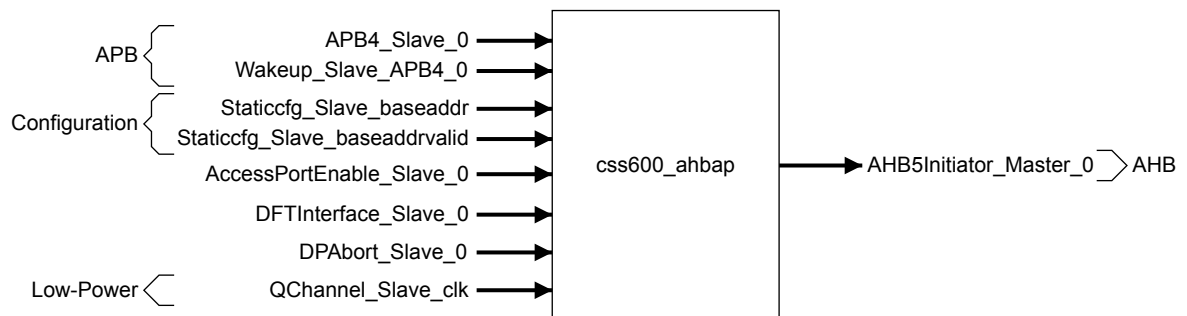 APB
APB4_Slave_0
Wakeup_Slave_APB4_0
Configuration
Staticcfg_Slave_baseaddr
Staticcfg_Slave_baseaddrvalid
AccessPortEnable_Slave_0
DFTInterface_Slave_0
DPAbort_Slave_0
Low-Power
QChannel_Slave_clk
css600_ahbap
AHB5Initiator_Master_0
AHB